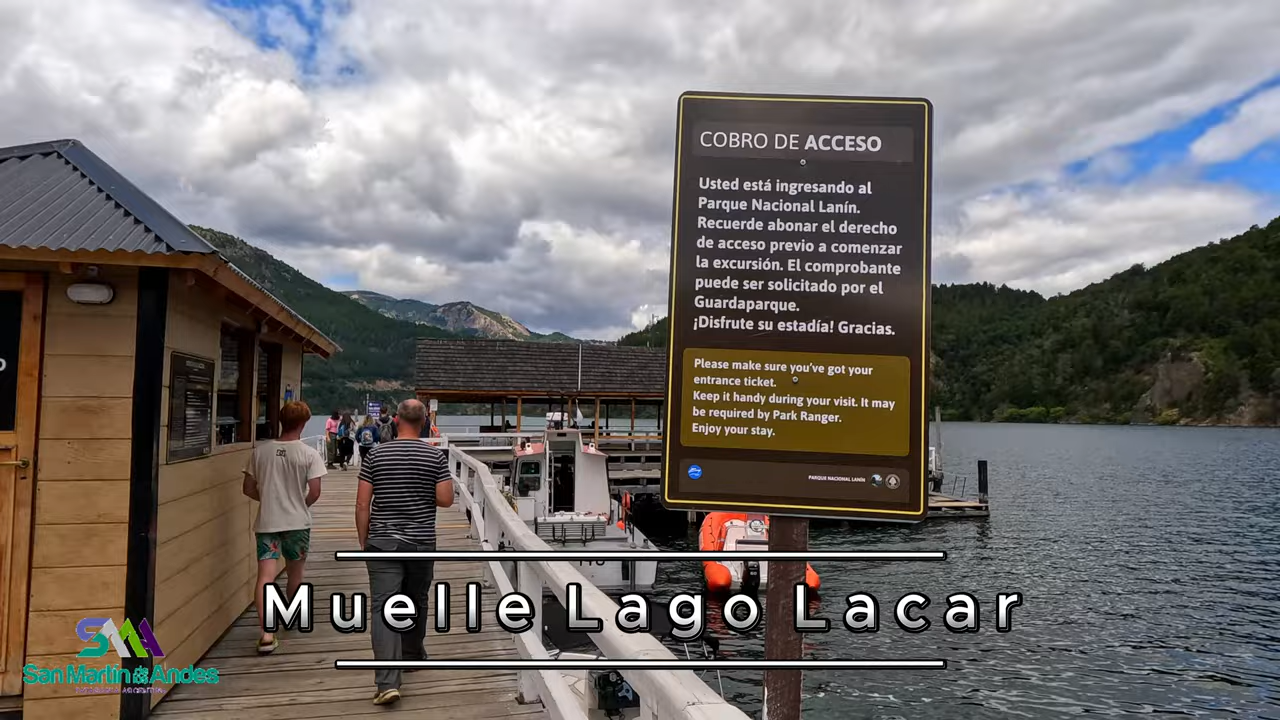 COBRO DE ACCESO
Usted está ingresando al
Parque Nacional Lanín.
Recuerde abonar el derecho
de acceso previo a comenzar
la excursión. El comprobante
puede ser solicitado por el
Guardaparque.
¡Disfrute su estadía! Gracias.
Please make sure you've got your
entrance ticket.
Keep it handy during your visit. It may
be required by Park Ranger.
Enjoy your stay.
PARQUE NACIONAL LANÍN
Muelle Lago Lacar
SMA
San Martín de los Andes